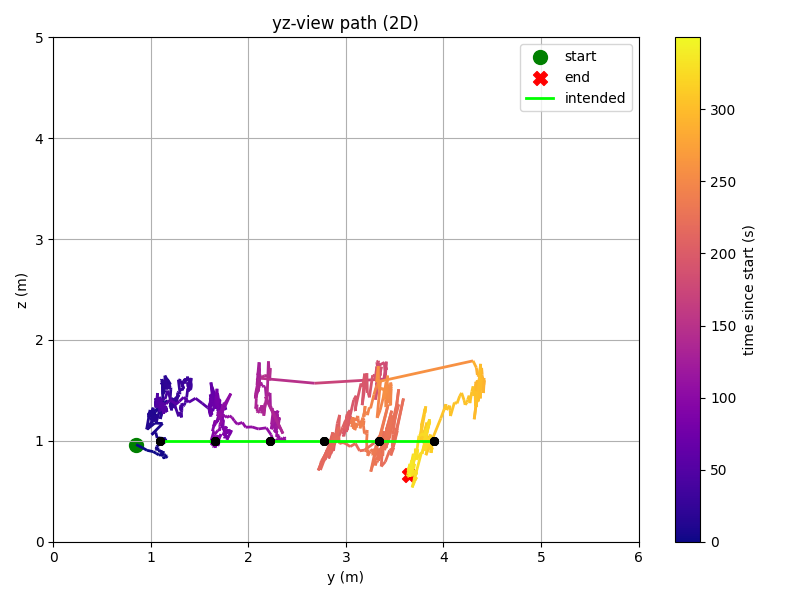 yz-view path (2D)
start
end
intended
5
4
3
2
1
0
z (m)
0 1 2 3 4 5 6
y (m)
300
250
200
150
100
50
0
time since start (s)